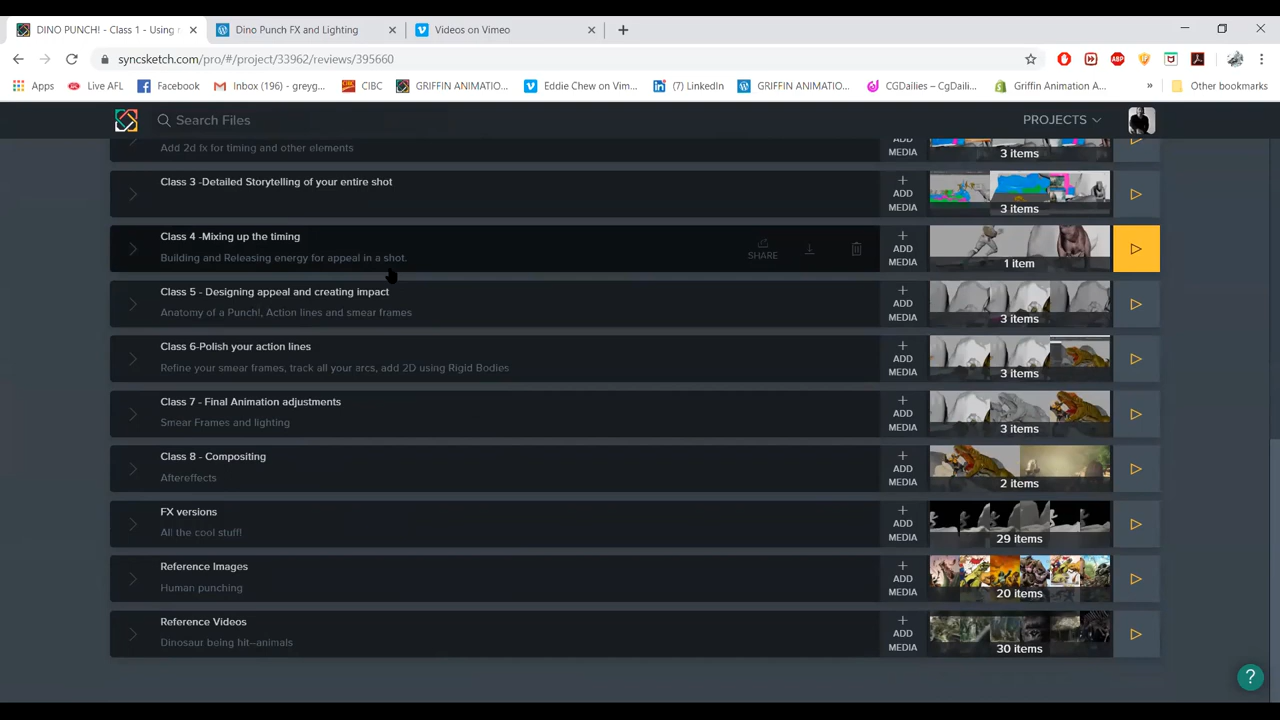 DINO PUNCH! - Class 1 - Using
Dino Punch FX and Lighting
Videos on Vimeo
syncsketch.com/pro/#/project/33962/reviews/395660
Apps
Live AFL
Facebook
Inbox (196) - greyg...
CIBC
GRIFFIN ANIMATIO...
Eddie Chew on Vim...
(7) LinkedIn
GRIFFIN ANIMATIO...
CGDailies – CgDaili...
Griffin Animation A...
»
Other bookmarks
Search Files
PROJECTS
Add 2d fx for timing and other elements
ADD
MEDIA
3 items
Class 3 -Detailed Storytelling of your entire shot
ADD
MEDIA
3 items
Class 4 -Mixing up the timing
Building and Releasing energy for appeal in a shot.
SHARE
ADD
MEDIA
1 item
Class 5 - Designing appeal and creating impact
Anatomy of a Punch!, Action lines and smear frames
ADD
MEDIA
3 items
Class 6-Polish your action lines
Refine your smear frames, track all your arcs, add 2D using Rigid Bodies
ADD
MEDIA
3 items
Class 7 - Final Animation adjustments
Smear Frames and lighting
ADD
MEDIA
3 items
Class 8 - Compositing
Aftereffects
ADD
MEDIA
2 items
FX versions
All the cool stuff!
ADD
MEDIA
29 items
Reference Images
Human punching
ADD
MEDIA
20 items
Reference Videos
Dinosaur being hit--animals
ADD
MEDIA
30 items
?